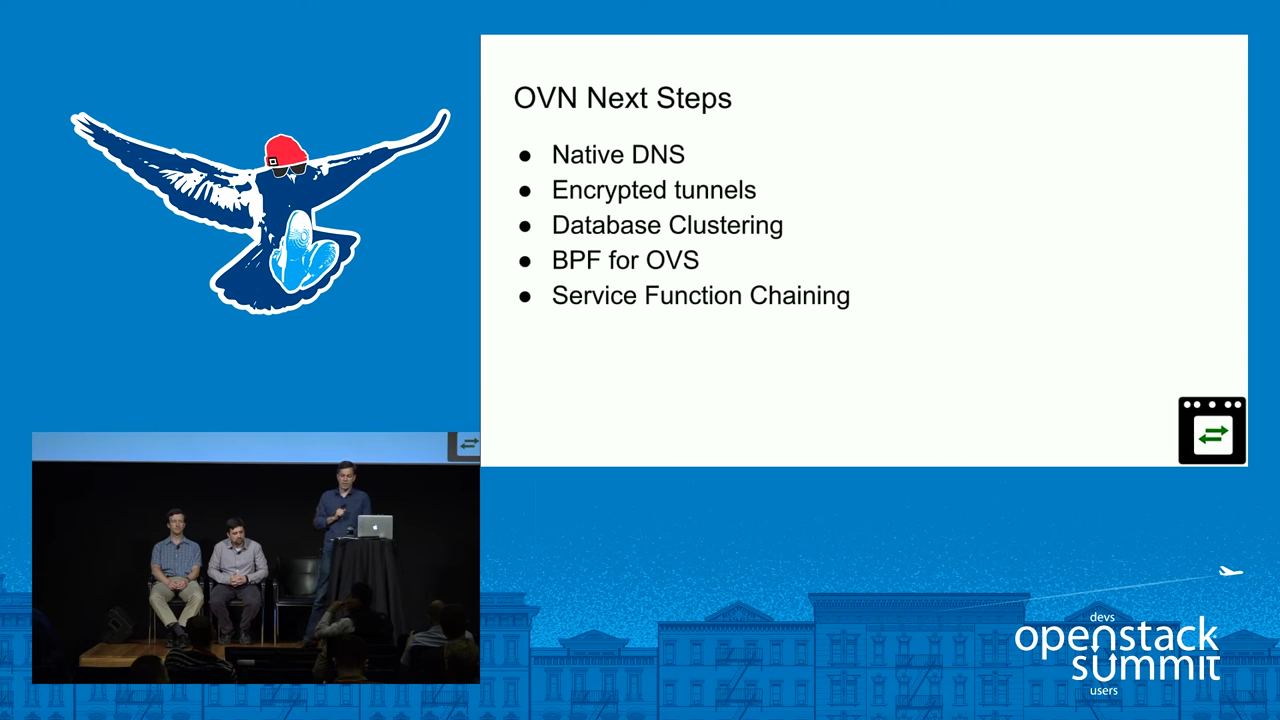 OVN Next Steps
● Native DNS
● Encrypted tunnels
● Database Clustering
● BPF for OVS
● Service Function Chaining
devs
openstack
summit
users